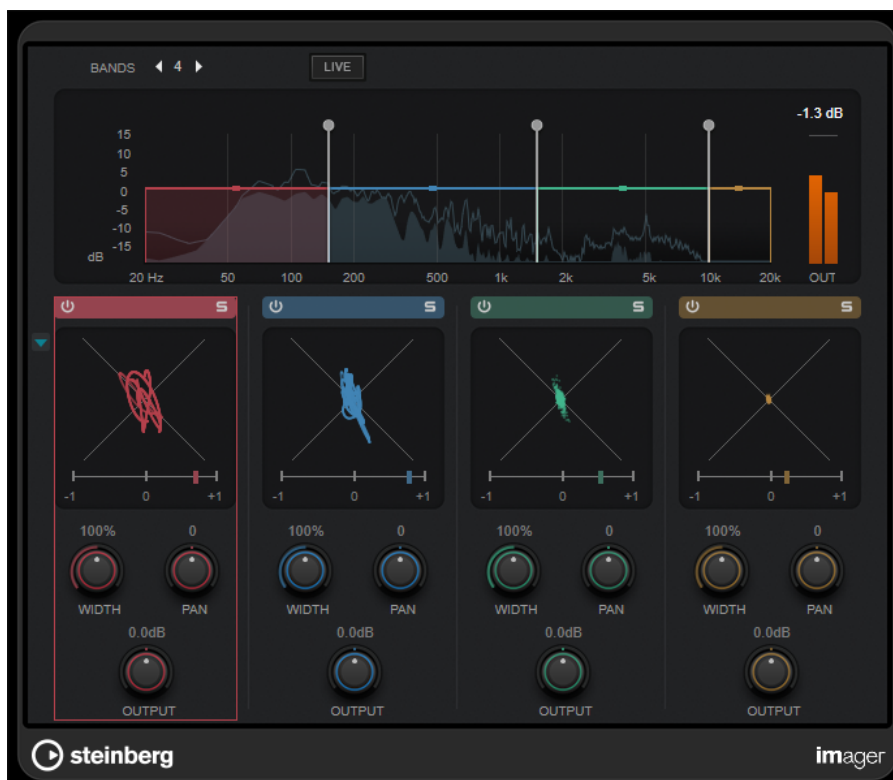 BANDS 4 LIVE
-1.3 dB
15
10
5
0
-5
-10
-15
dB
20 Hz 50 100 200 500 1k 2k 5k 10k 20k OUT
S S S S
-1 0 +1 -1 0 +1 -1 0 +1 -1 0 +1
100% 0 100% 0 100% 0 100% 0
WIDTH PAN WIDTH PAN WIDTH PAN WIDTH PAN
0.0dB 0.0dB 0.0dB 0.0dB
OUTPUT OUTPUT OUTPUT OUTPUT
steinberg imager